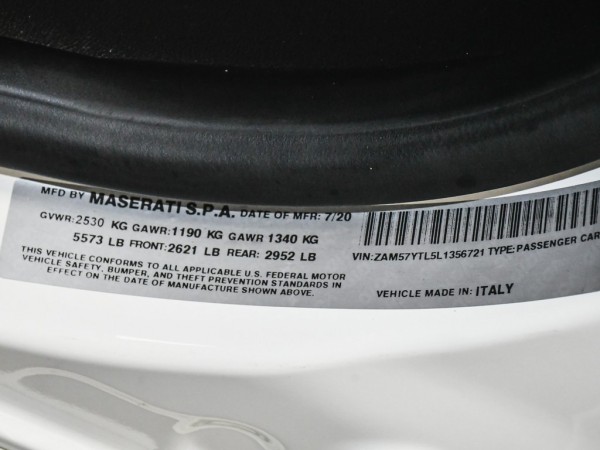 MFD BY MASERATI S.P.A. DATE OF MFR: 7/20
GVWR:2530 KG GAWR:1190 KG GAWR 1340 KG
5573 LB FRONT:2621 LB REAR: 2952 LB
THIS VEHICLE CONFORMS TO ALL APPLICABLE U.S. FEDERAL MOTOR
VEHICLE SAFETY, BUMPER, AND THEFT PREVENTION STANDARDS IN
EFFECT ON THE DATE OF MANUFACTURE SHOWN ABOVE.
VIN:ZAM57YTL5L1356721 TYPE:PASSENGER CAR
VEHICLE MADE IN: ITALY